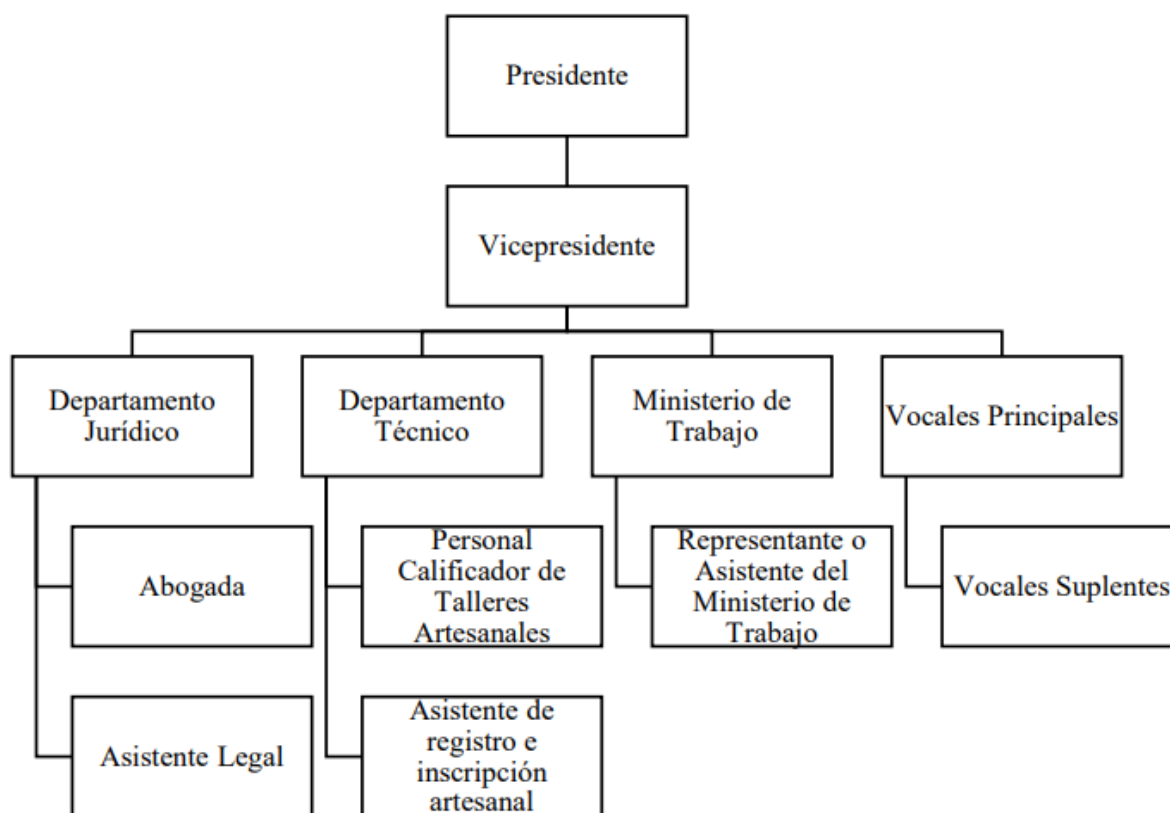 Presidente
Vicepresidente
Departamento
Jurídico
Departamento
Técnico
Ministerio de
Trabajo
Vocales Principales
Abogada
Personal
Calificador de
Talleres
Artesanales
Representante o
Asistente del
Ministerio de
Trabajo
Vocales Suplentes
Asistente Legal
Asistente de
registro e
inscripción
artesanal